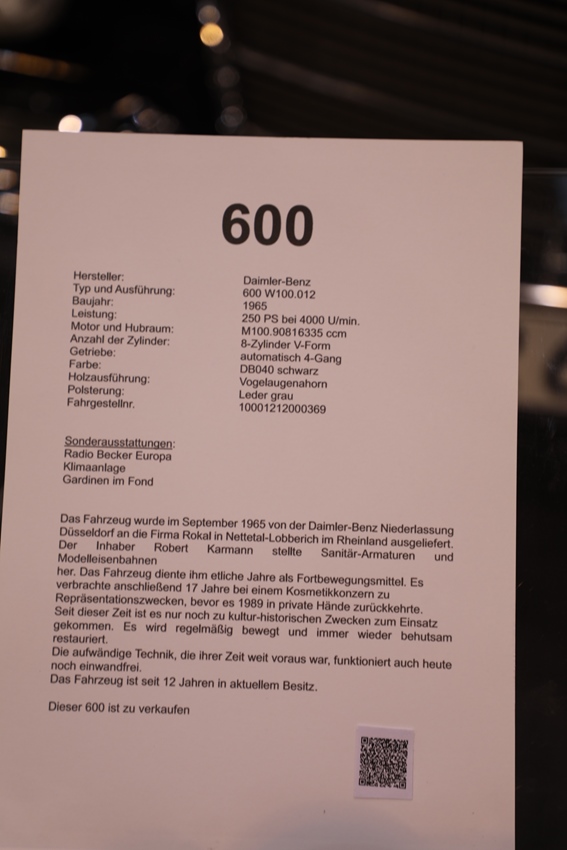 600
Hersteller: Daimler-Benz
Typ und Ausführung: 600 W100.012
Baujahr: 1965
Leistung: 250 PS bei 4000 U/min.
Motor und Hubraum: M100.90816335 ccm
Anzahl der Zylinder: 8-Zylinder V-Form
Getriebe: automatisch 4-Gang
Farbe: DB040 schwarz
Holzausführung: Vogelaugenahorn
Polsterung: Leder grau
Fahrgestellnr. 10001212000369
Sonderausstattungen:
Radio Becker Europa
Klimaanlage
Gardinen im Fond
Das Fahrzeug wurde im September 1965 von der Daimler-Benz Niederlassung
Düsseldorf an die Firma Rokal in Nettetal-Lobberich im Rheinland ausgeliefert.
Der Inhaber Robert Karmann stellte Sanitär-Armaturen und
Modelleisenbahnen
her. Das Fahrzeug diente ihm etliche Jahre als Fortbewegungsmittel. Es
verbrachte anschließend 17 Jahre bei einem Kosmetikkonzern zu
Repräsentationszwecken, bevor es 1989 in private Hände zurückkehrte.
Seit dieser Zeit ist es nur noch zu kultur-historischen Zwecken zum Einsatz
gekommen. Es wird regelmäßig bewegt und immer wieder behutsam
restauriert.
Die aufwändige Technik, die ihrer Zeit weit voraus war, funktioniert auch heute
noch einwandfrei.
Das Fahrzeug ist seit 12 Jahren in aktuellem Besitz.
Dieser 600 ist zu verkaufen